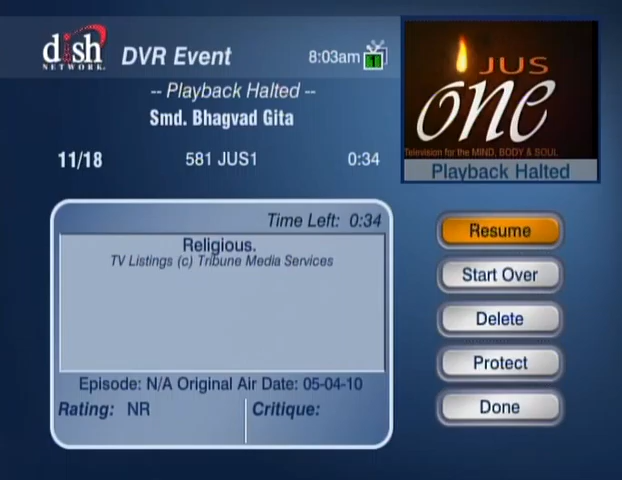 dish
NETWORK.
DVR Event
8:03am
1
-- Playback Halted --
Smd. Bhagvad Gita
11/18 581 JUS1 0:34
JUS
one
Television for the MIND, BODY & SOUL
Playback Halted
Time Left: 0:34
Religious.
TV Listings (c) Tribune Media Services
Episode: N/A Original Air Date: 05-04-10
Rating: NR Critique:
Resume
Start Over
Delete
Protect
Done